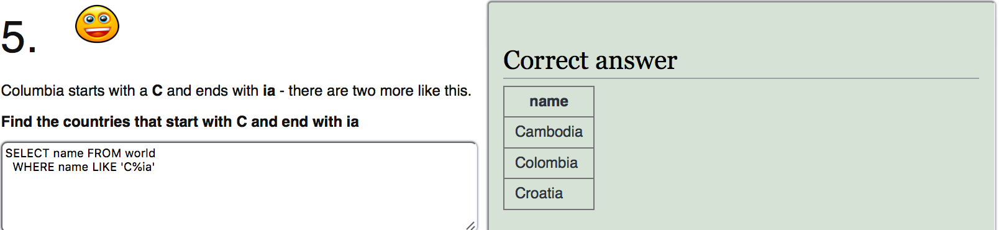 5.
Columbia starts with a C and ends with ia - there are two more like this.
Find the countries that start with C and end with ia
SELECT name FROM world
WHERE name LIKE 'C%ia'
Correct answer
name
Cambodia
Colombia
Croatia